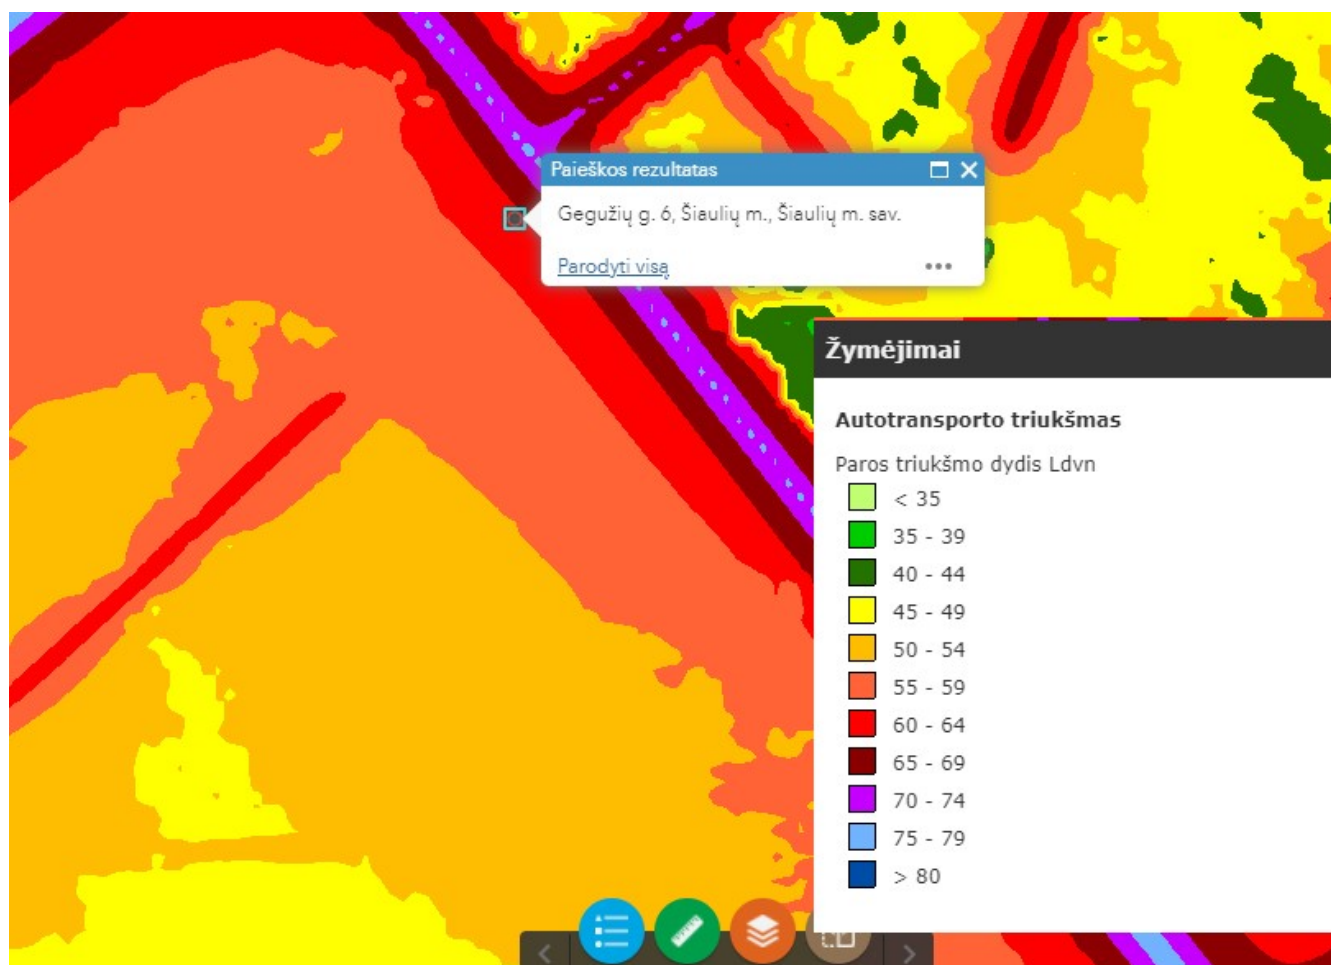 Paieškos rezultatas
Gegužių g. 6, Šiaulių m., Šiaulių m. sav.
Parodyti visą
Žymėjimai
Autotransporto triukšmas
Paros triukšmo dydis Ldvn
< 35
35 - 39
40 - 44
45 - 49
50 - 54
55 - 59
60 - 64
65 - 69
70 - 74
75 - 79
> 80